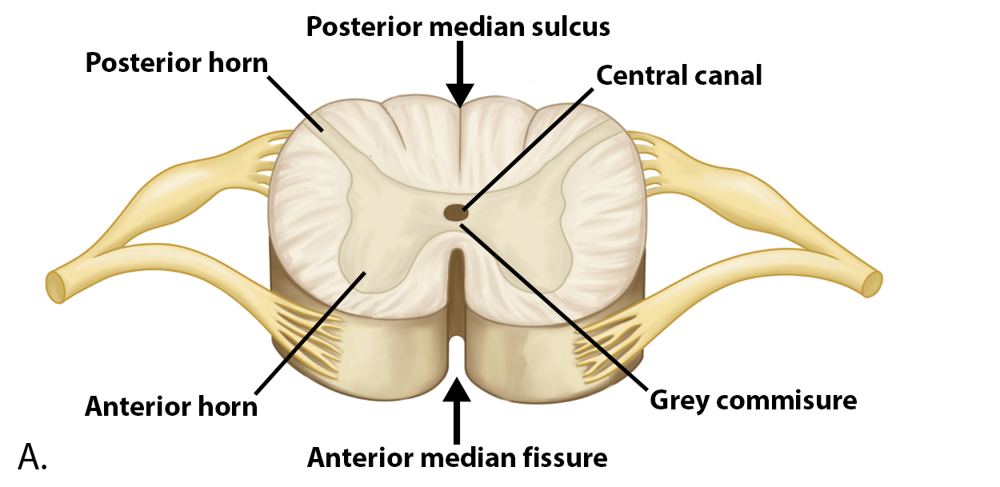 Posterior median sulcus
Posterior horn
Central canal
Anterior horn
Grey commisure
A.
Anterior median fissure